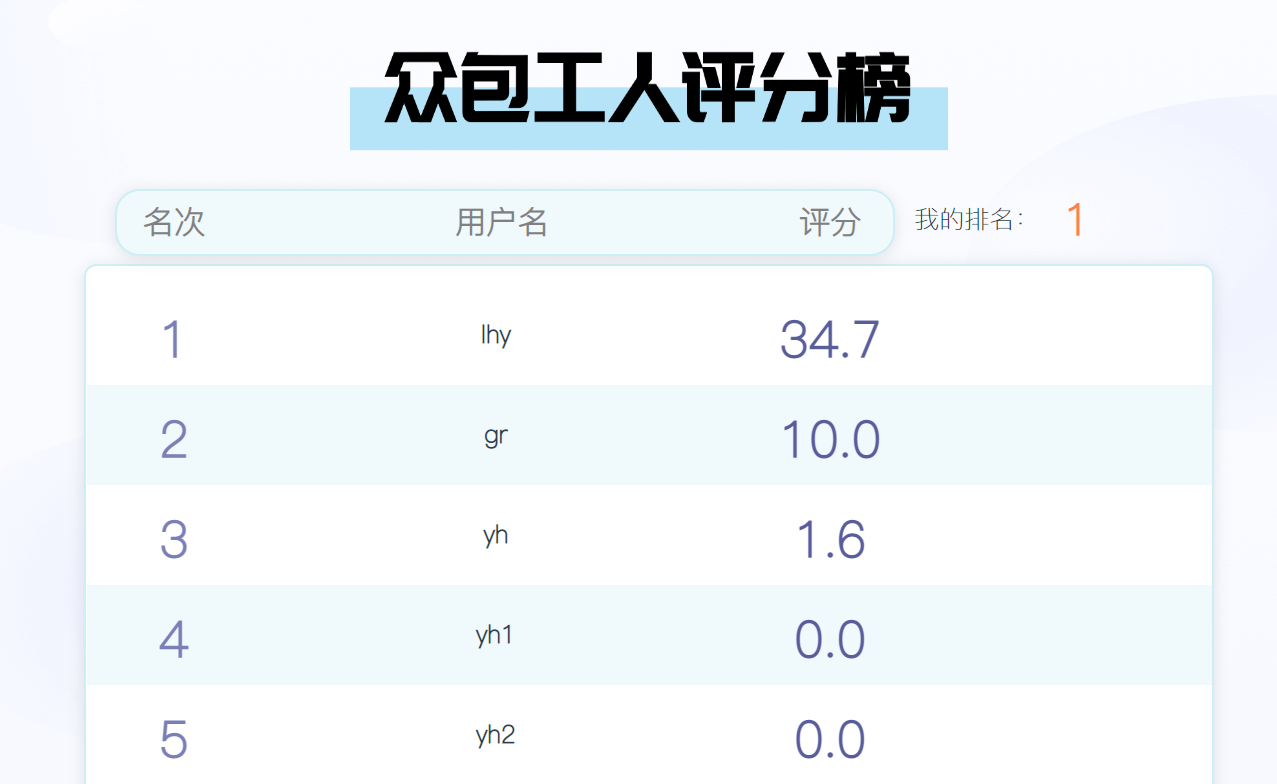 众包工人评分榜
名次 用户名 评分 我的排名： 1
1 lhy 34.7
2 gr 10.0
3 yh 1.6
4 yh1 0.0
5 yh2 0.0